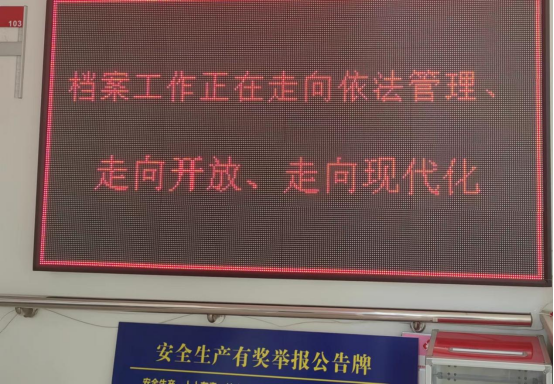 103
档案工作正在走向依法管理、
走向开放、走向现代化
安全生产有奖举报公告牌